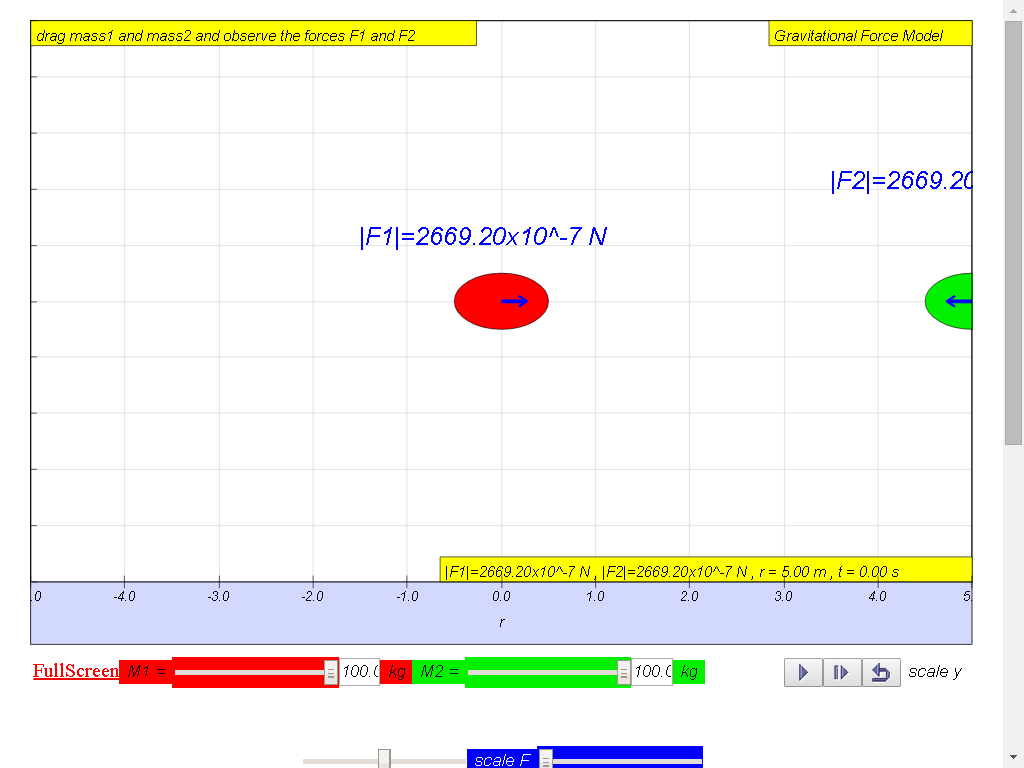 drag mass1 and mass2 and observe the forces F1 and F2
Gravitational Force Model
|F2|=2669.20
|F1|=2669.20x10^-7 N
|F1|=2669.20x10^-7 N , |F2|=2669.20x10^-7 N , r = 5.00 m , t = 0.00 s
.0 -4.0 -3.0 -2.0 -1.0 0.0 1.0 2.0 3.0 4.0 5.
r
FullScreen M1 = 100.0 kg M2 = 100.0 kg scale y
scale F